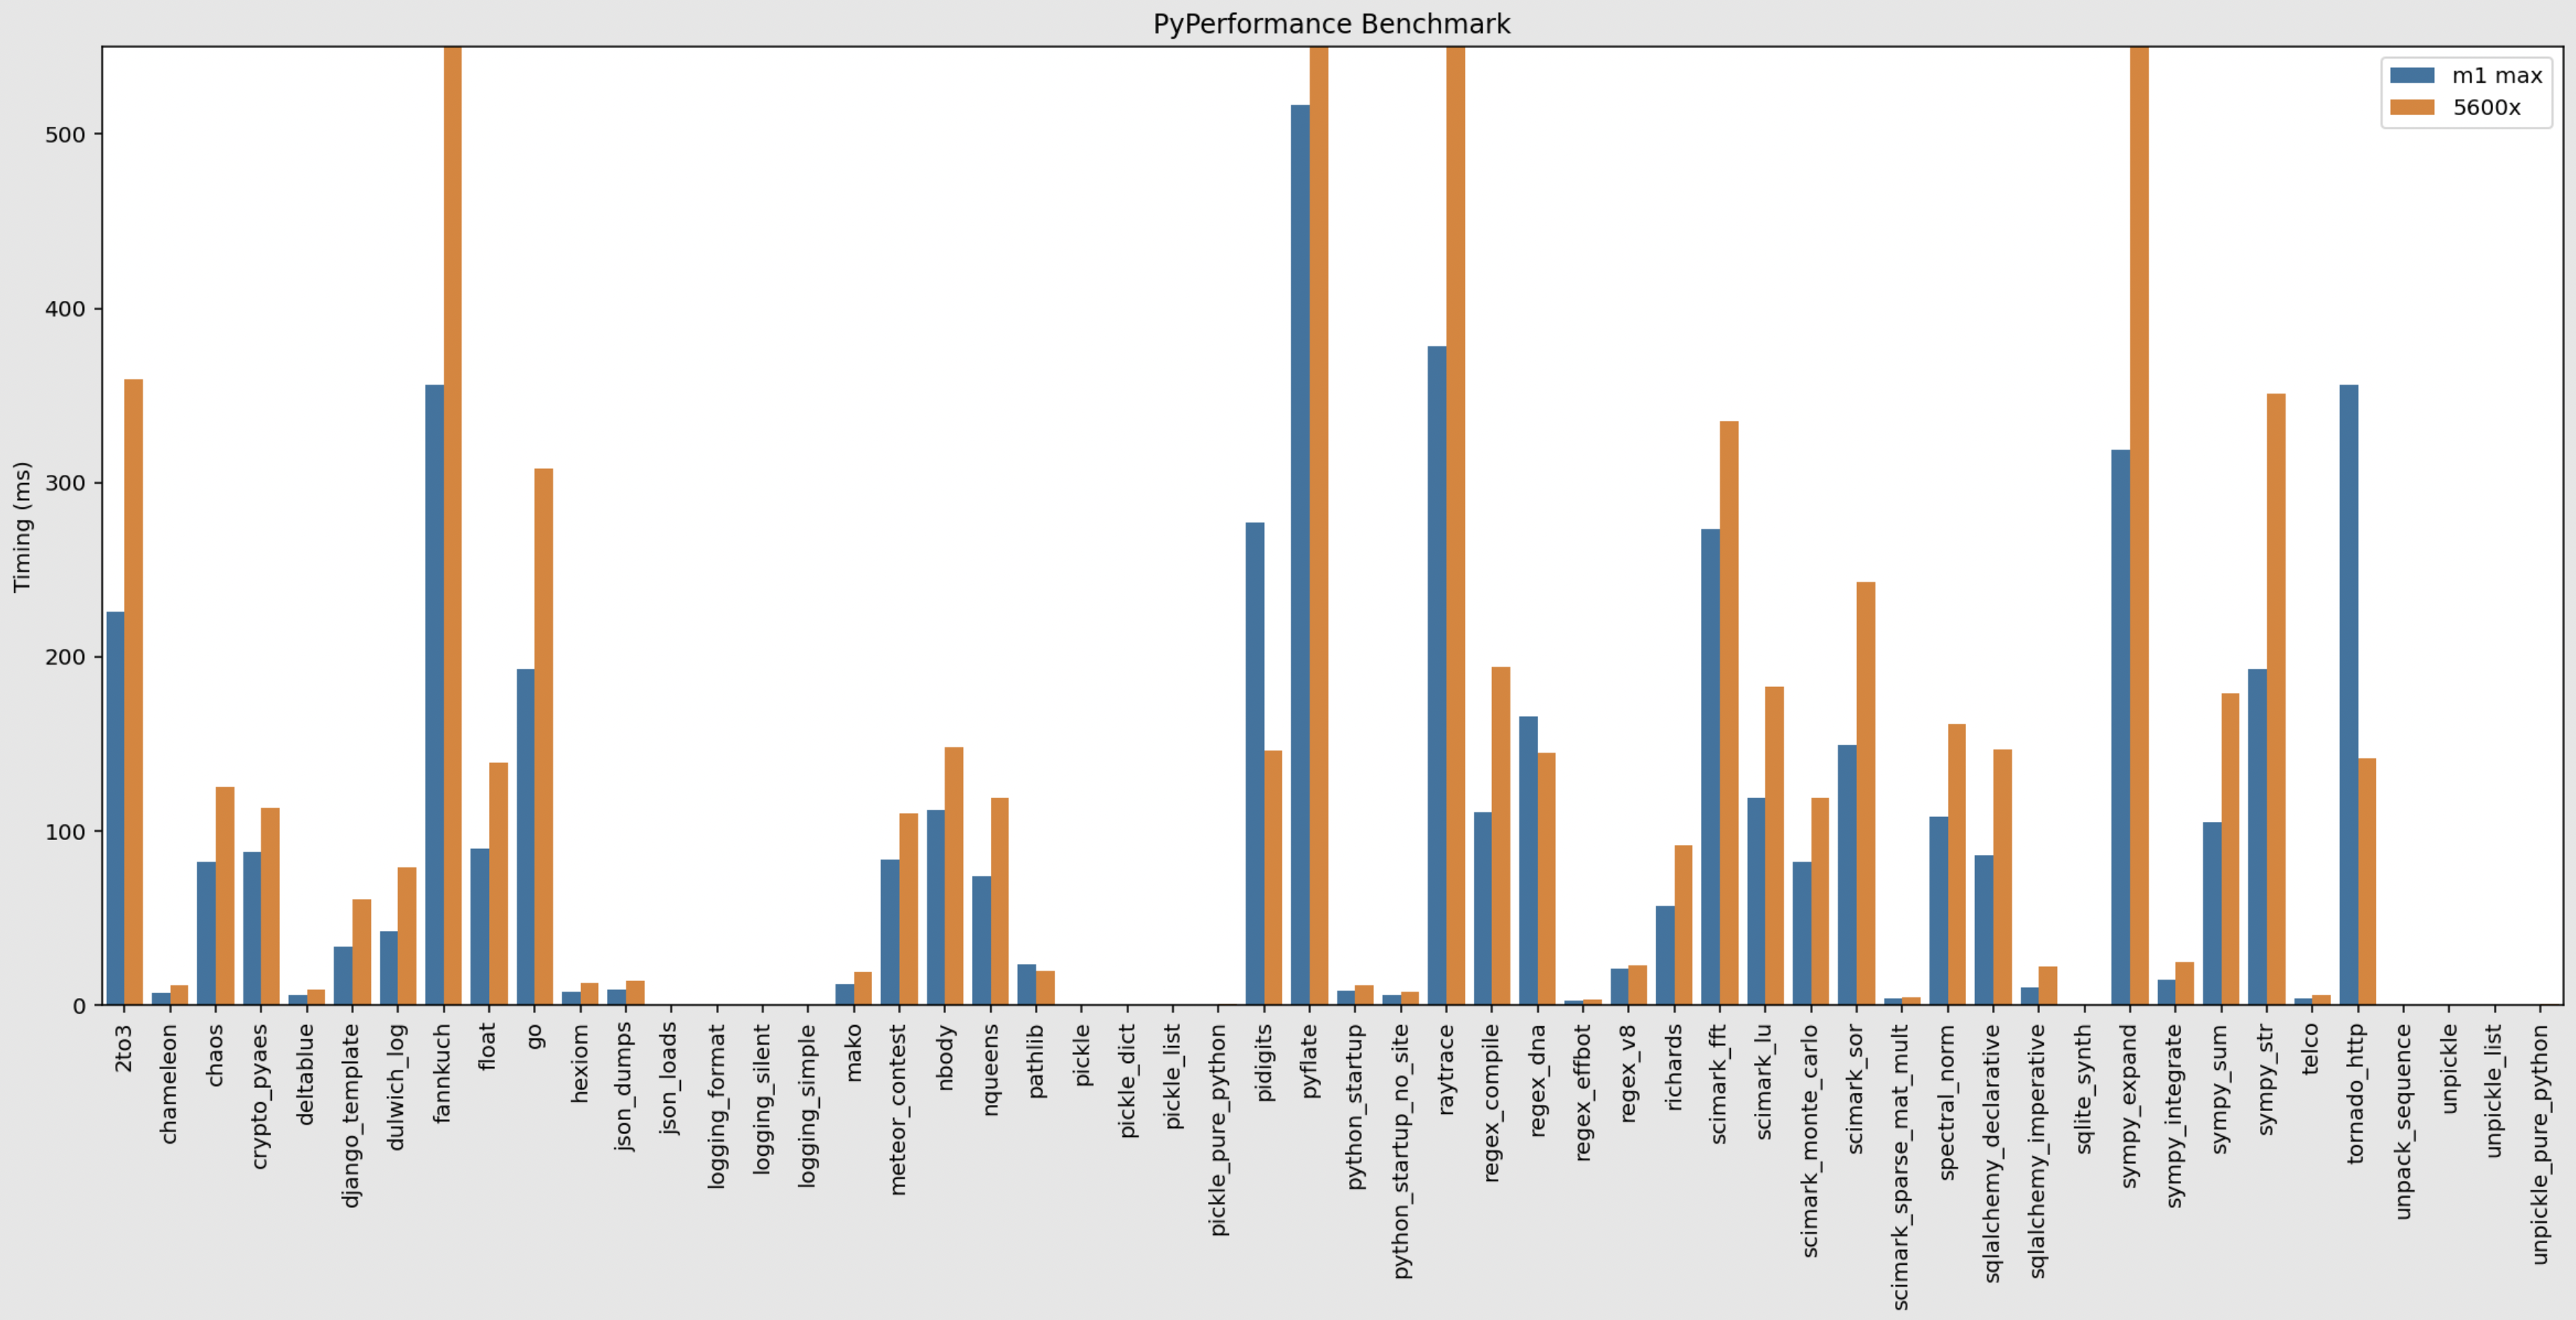 PyPerformance Benchmark
m1 max
5600x
Timing (ms)
500
400
300
200
100
0
2to3
chameleon
chaos
crypto_pyaes
deltablue
django_template
dulwich_log
fannkuch
float
go
hexiom
json_dumps
json_loads
logging_format
logging_silent
logging_simple
mako
meteor_contest
nbody
nqueens
pathlib
pickle
pickle_dict
pickle_list
pickle_pure_python
pidigits
pyflate
python_startup
python_startup_no_site
raytrace
regex_compile
regex_dna
regex_effbot
regex_v8
richards
scimark_fft
scimark_lu
scimark_monte_carlo
scimark_sor
scimark_sparse_mat_mult
spectral_norm
sqlalchemy_declarative
sqlalchemy_imperative
sqlite_synth
sympy_expand
sympy_integrate
sympy_sum
sympy_str
telco
tornado_http
unpack_sequence
unpickle
unpickle_list
unpickle_pure_python